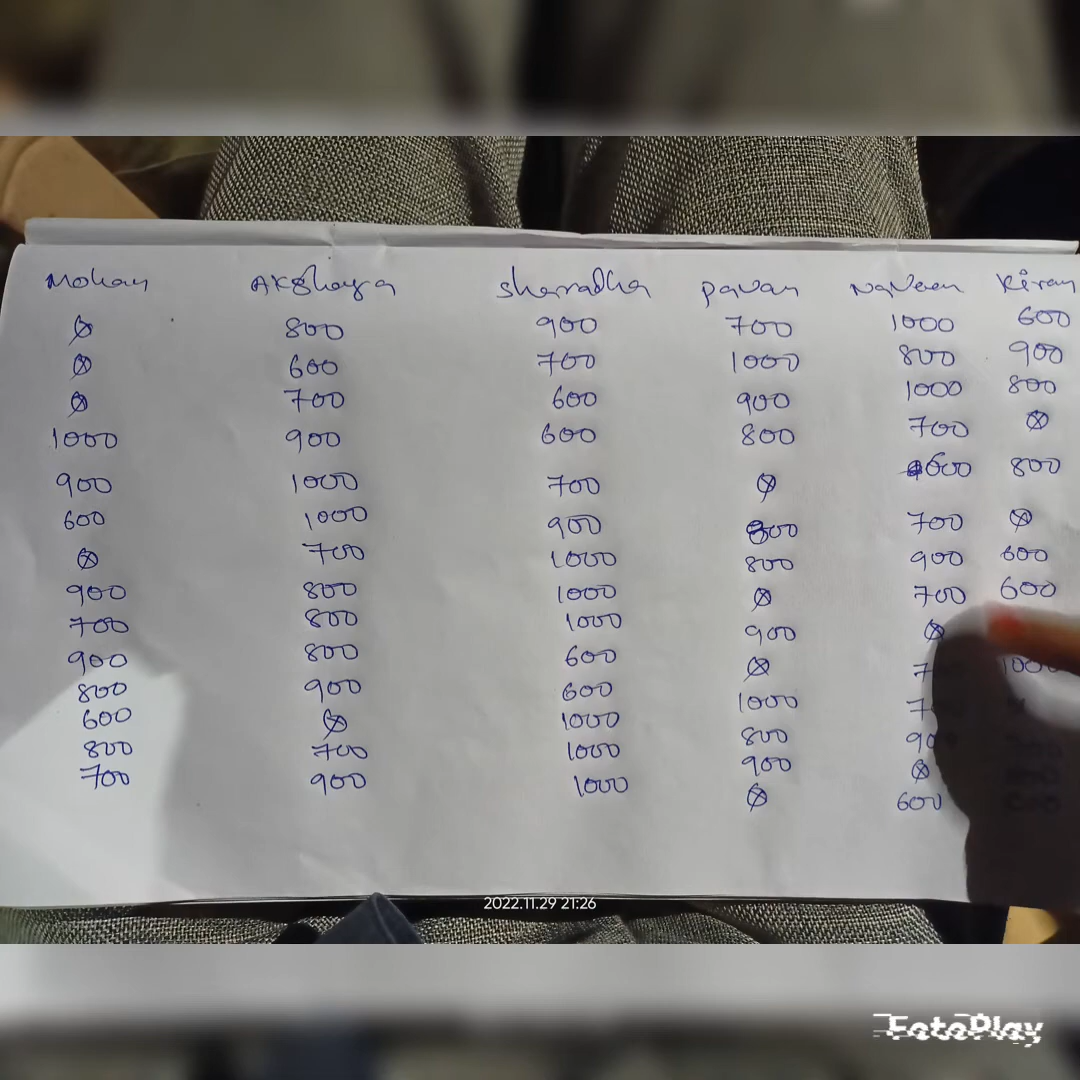 Mohan Akshaya Sharradha Pavan Naveen Kiran
⊗ 800 900 700 1000 600
⊗ 600 700 1000 800 900
⊗ 700 600 900 1000 800
1000 900 600 800 700 ⊗
900 1000 700 ⊗ 600 800
600 1000 900 800 700 ⊗
⊗ 700 1000 800 900 600
900 800 1000 ⊗ 700 600
700 800 1000 900 ⊗
900 800 600 ⊗ 1000
800 900 600 1000
600 ⊗ 1000 800
800 700 1000 900 ⊗
700 900 1000 ⊗ 600
2022.11.29 21:26
FotoPlay